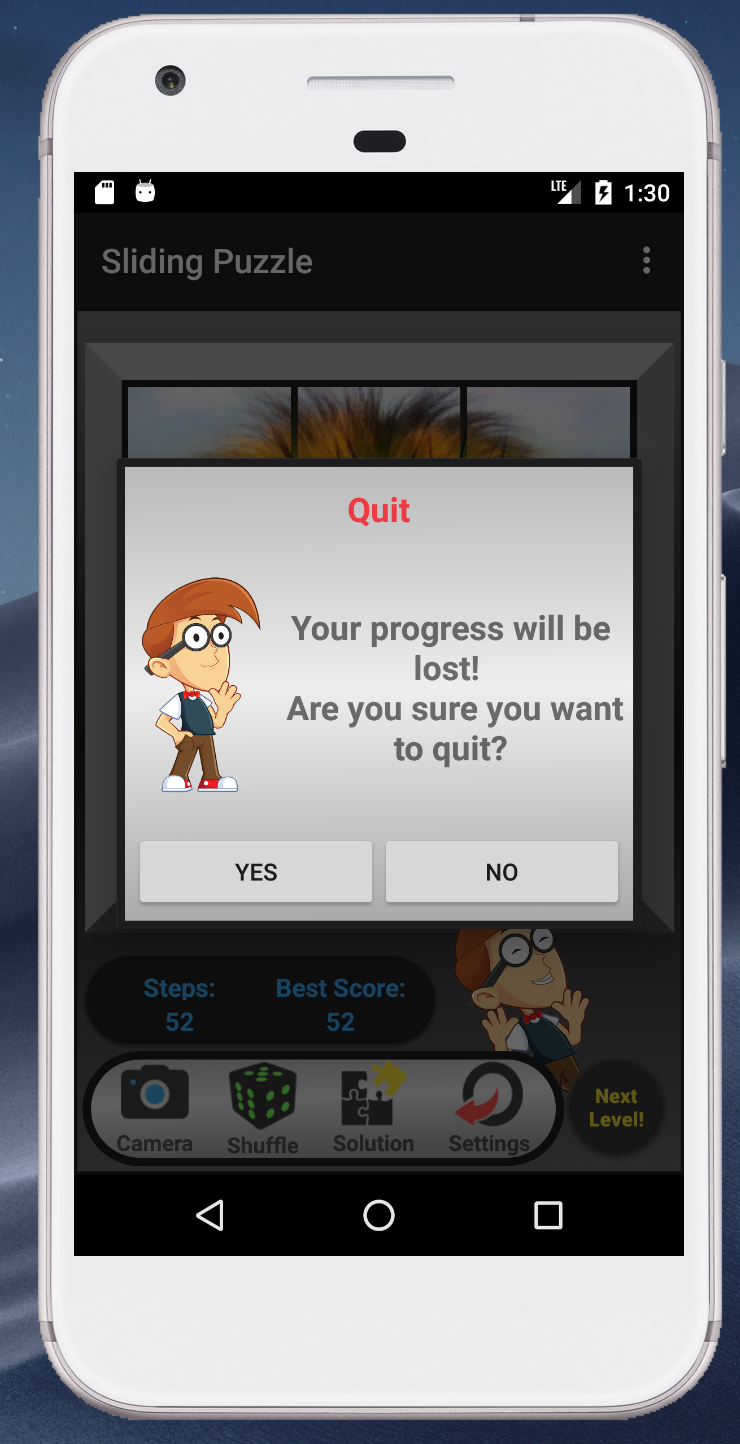 LTE 1:30
Sliding Puzzle
Quit
Your progress will be
lost!
Are you sure you want
to quit?
YES NO
Steps: Best Score:
52 52
Camera Shuffle Solution Settings
Next
Level!